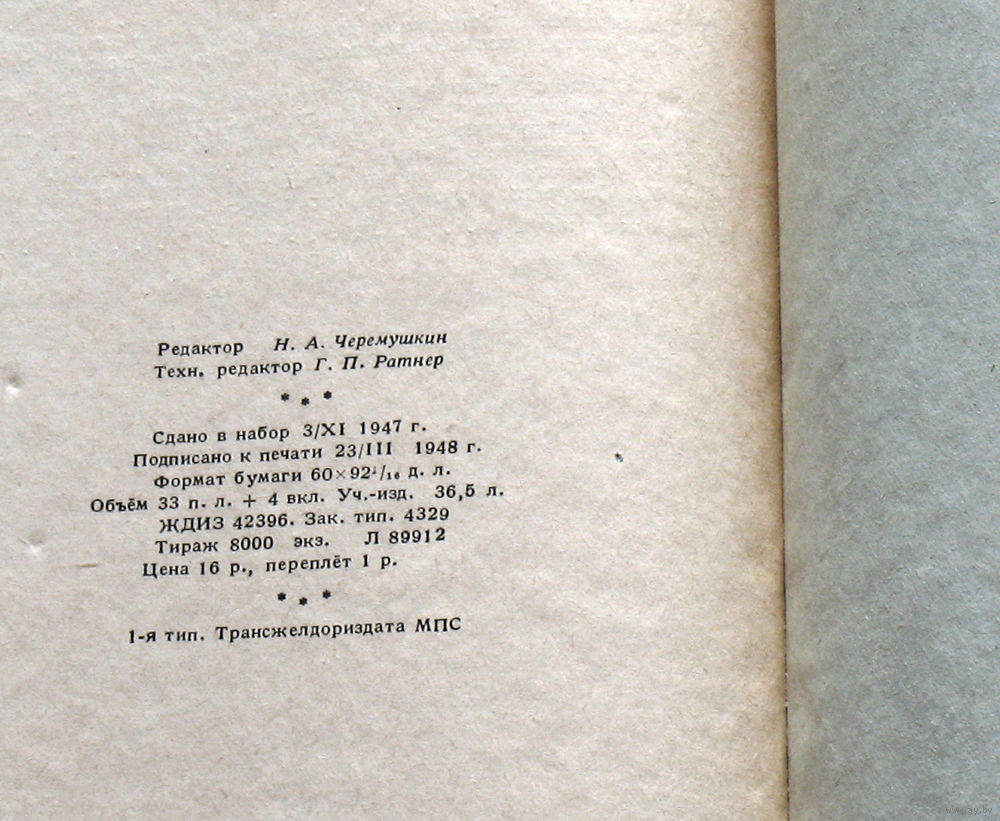 Редактор Н. А. Черемушкин
Техн. редактор Г. П. Ратнер
* * *
Сдано в набор 3/XI 1947 г.
Подписано к печати 23/III 1948 г.
Формат бумаги 60×92¹/₁₆ д. л.
Объём 33 п. л. + 4 вкл. Уч.-изд. 36,5 л.
ЖДИЗ 42396. Зак. тип. 4329
Тираж 8000 экз. Л 89912
Цена 16 р., переплёт 1 р.
* * *
1-я тип. Трансжелдориздата МПС